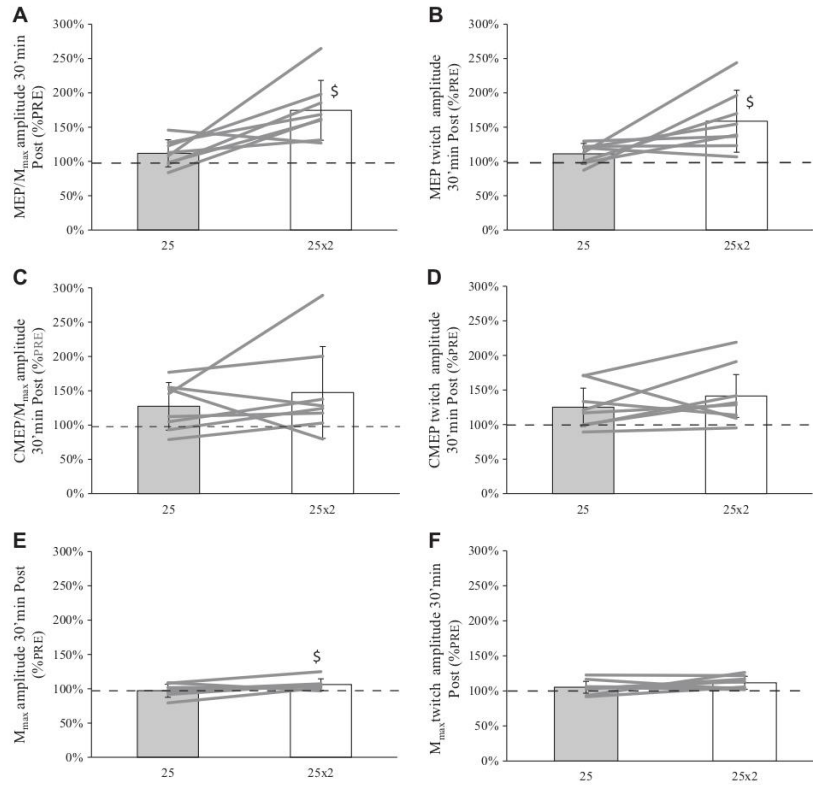 A
MEP/Mmax amplitude 30'min
Post (%PRE)
300%
250%
200%
150%
100%
50%
0%
$
25
25x2
B
MEP twitch amplitude
30'min Post (%PRE)
300%
250%
200%
150%
100%
50%
0%
$
25
25x2
C
CMEP/Mmax amplitude
30'min Post (%PRE)
300%
250%
200%
150%
100%
50%
0%
25
25x2
D
CMEP twitch amplitude
30'min Post (%PRE)
300%
250%
200%
150%
100%
50%
0%
25
25x2
E
Mmax amplitude 30'min Post
(%PRE)
300%
250%
200%
150%
100%
50%
0%
$
25
25x2
F
Mmax twitch amplitude 30'min
Post (%PRE)
300%
250%
200%
150%
100%
50%
0%
25
25x2